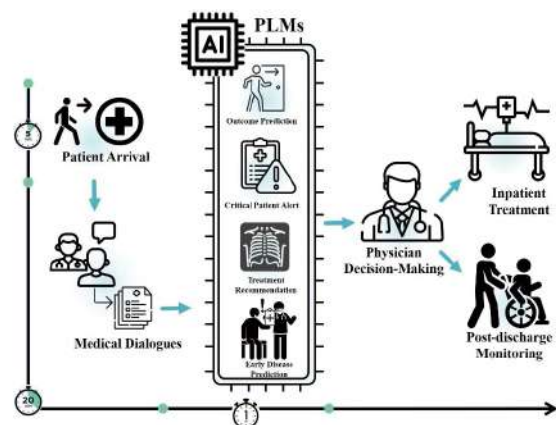 AI
PLMs
Outcome Prediction
5
Patient Arrival
Critical Patient Alert
Inpatient
Treatment
Physician
Decision-Making
Treatment
Recommendation
Medical Dialogues
Post-discharge
Monitoring
Early Disease
Prediction
20
1